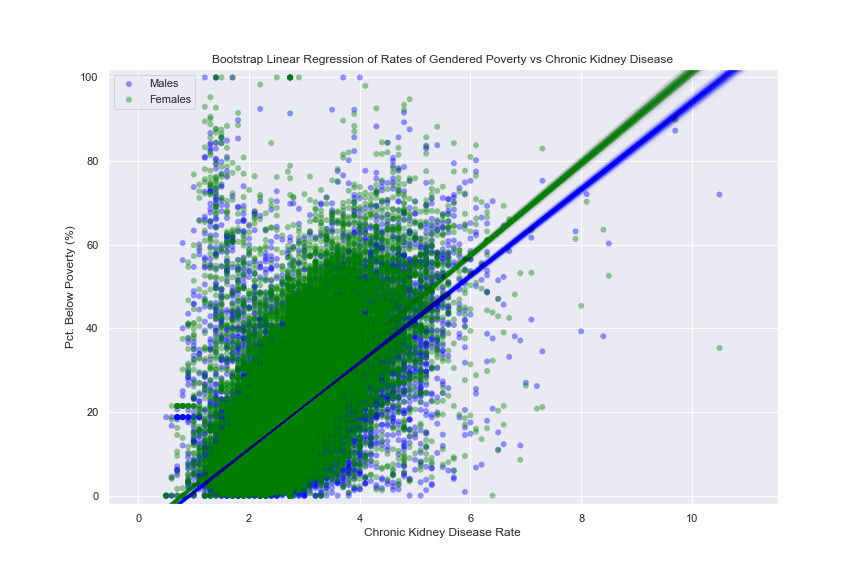 Bootstrap Linear Regression of Rates of Gendered Poverty vs Chronic Kidney Disease
Males
Females
100
80
60
40
20
0
Pct. Below Poverty (%)
0 2 4 6 8 10
Chronic Kidney Disease Rate